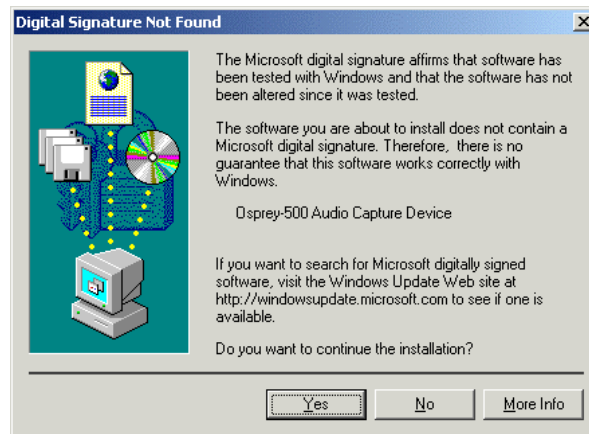 Digital Signature Not Found
The Microsoft digital signature affirms that software has
been tested with Windows and that the software has not
been altered since it was tested.
The software you are about to install does not contain a
Microsoft digital signature. Therefore, there is no
guarantee that this software works correctly with
Windows.
Osprey-500 Audio Capture Device
If you want to search for Microsoft digitally signed
software, visit the Windows Update Web site at
http://windowsupdate.microsoft.com to see if one is
available.
Do you want to continue the installation?
Yes
No
More Info